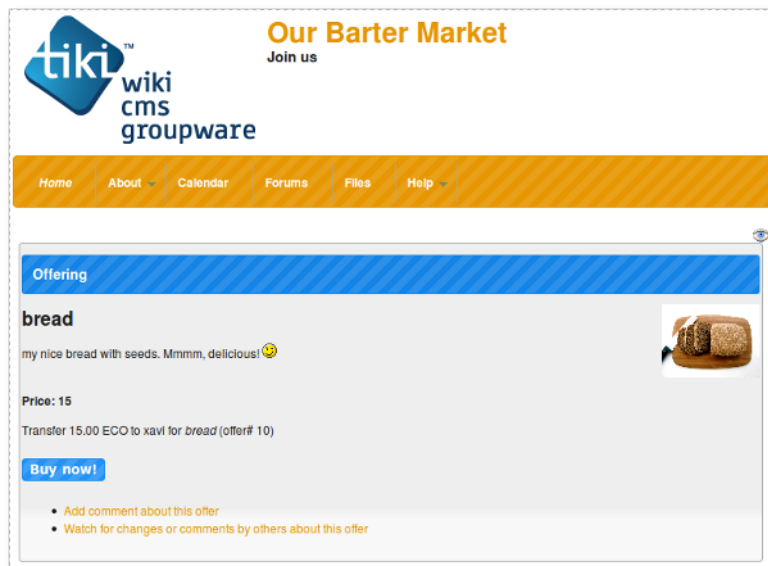 tiki™
wiki
cms
groupware
Our Barter Market
Join us
Home About Calendar Forums Files Help
Offering
bread
my nice bread with seeds. Mmmm, delicious!
Price: 15
Transfer 15.00 ECO to xavi for bread (offer# 10)
Buy now!
Add comment about this offer
Watch for changes or comments by others about this offer